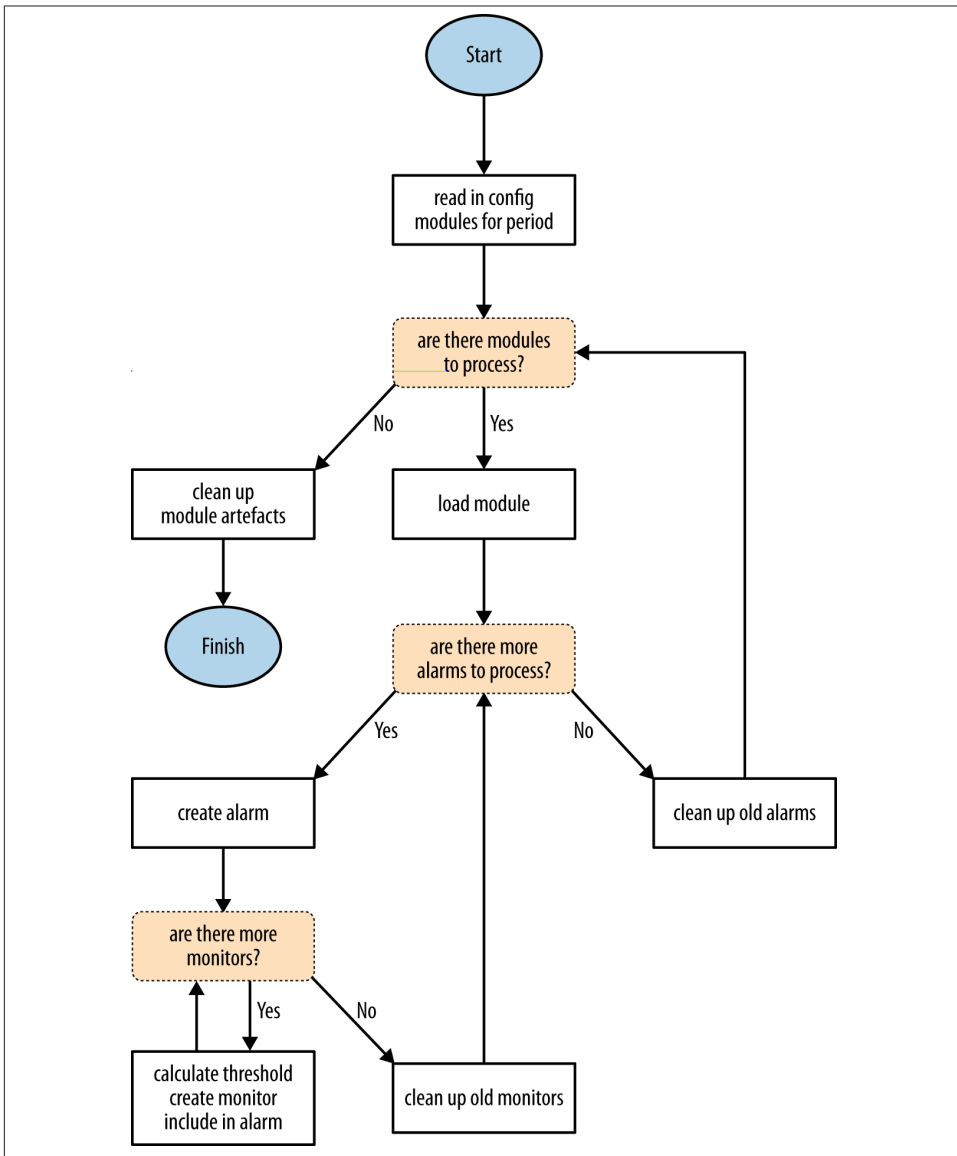 Start
read in config
modules for period
are there modules
to process?
No
Yes
clean up
module artefacts
load module
Finish
are there more
alarms to process?
Yes
No
create alarm
clean up old alarms
are there more
monitors?
Yes
No
calculate threshold
create monitor
include in alarm
clean up old monitors